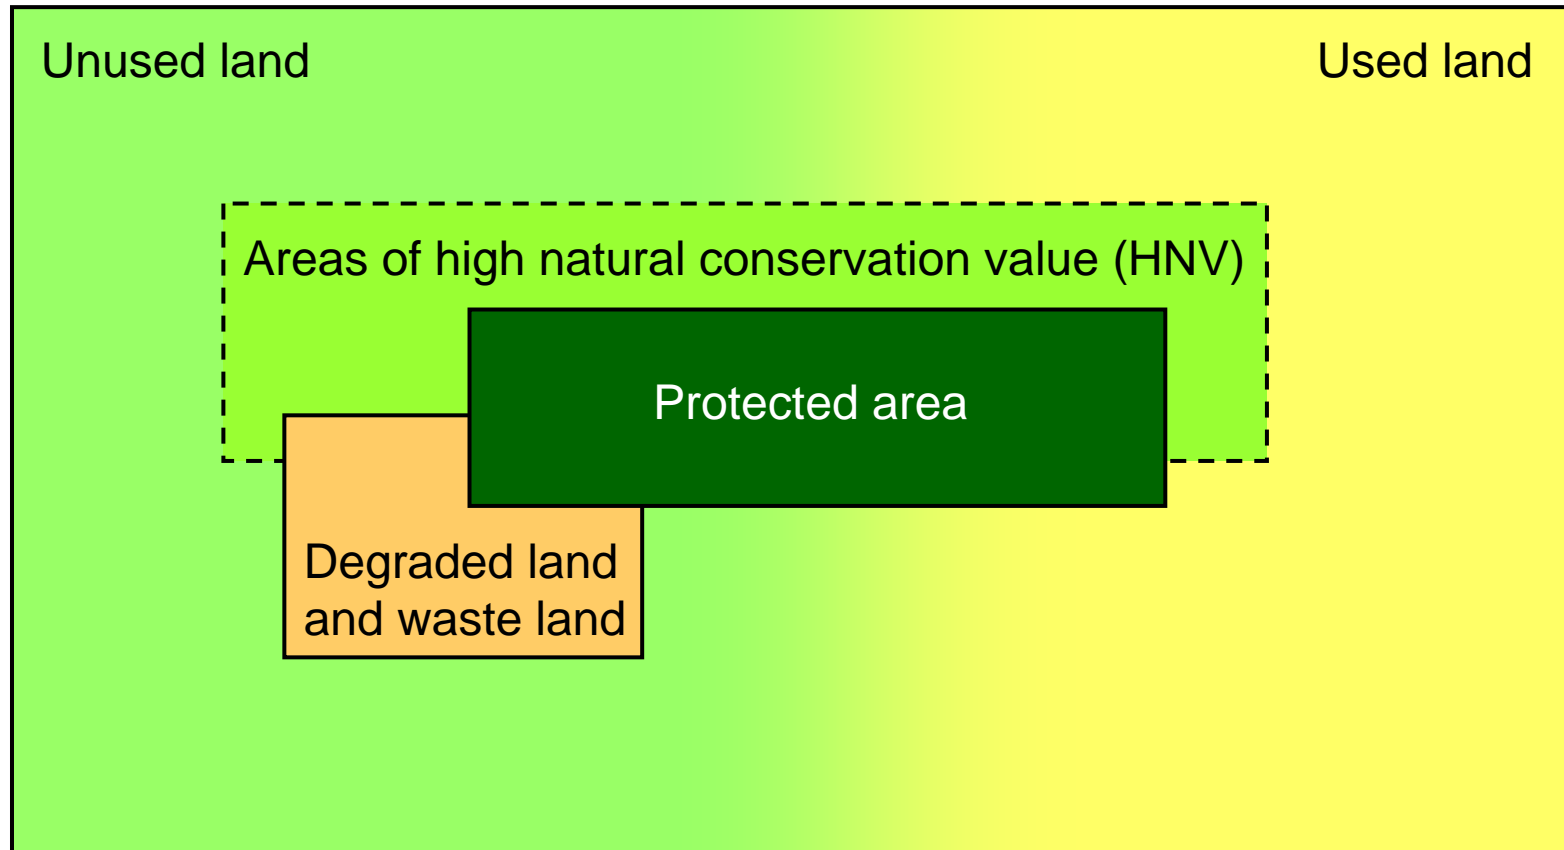 Unused land
Used land
Areas of high natural conservation value (HNV)
Protected area
Degraded land
and waste land